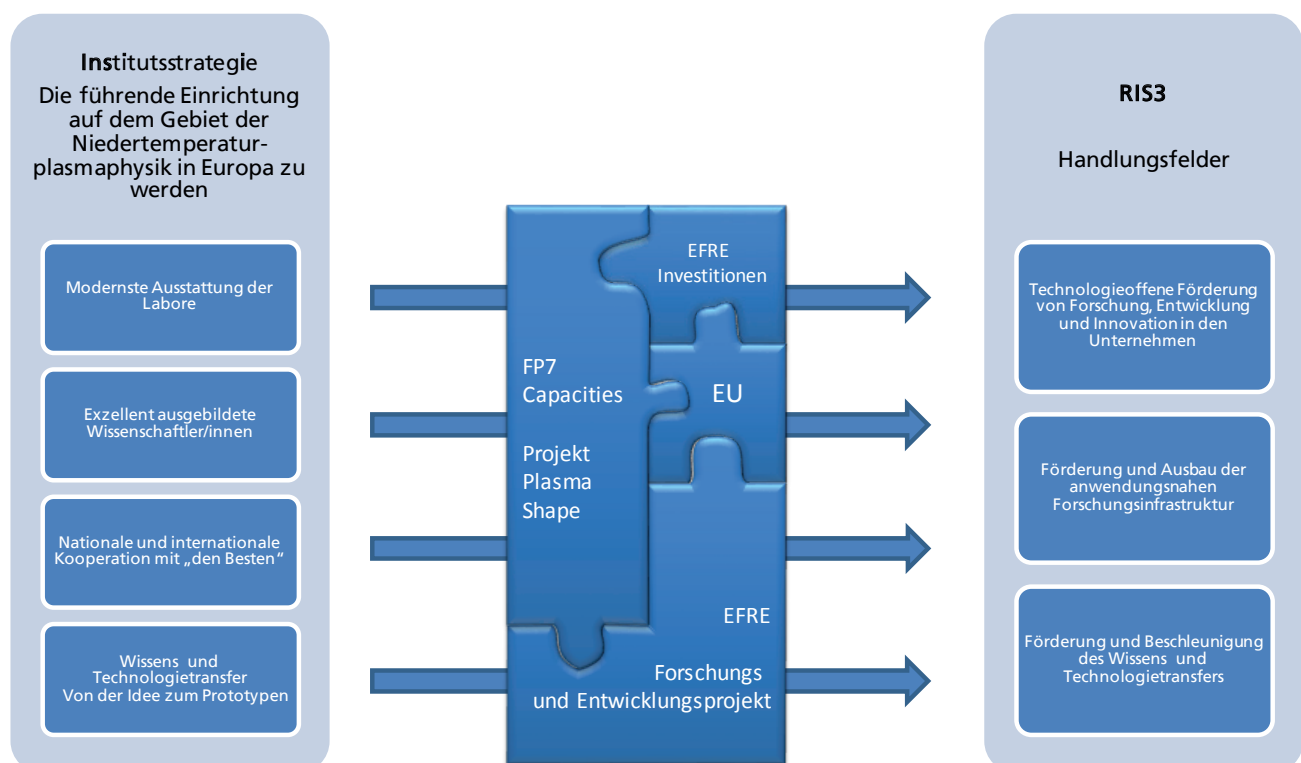 Institutsstrategie
Die führende Einrichtung
auf dem Gebiet der
Niedertemperatur-
plasmaphysik in Europa zu
werden
Modernste Ausstattung der
Labore
Exzellent ausgebildete
Wissenschaftler/innen
Nationale und internationale
Kooperation mit „den Besten“
Wissens und
Technologietransfer
Von der Idee zum Prototypen
FP7
Capacities
Projekt
Plasma
Shape
EFRE
Investitionen
EU
EFRE
Forschungs
und Entwicklungsprojekt
RIS3
Handlungsfelder
Technologieoffene Förderung
von Forschung, Entwicklung
und Innovation in den
Unternehmen
Förderung und Ausbau der
anwendungsnahen
Forschungsinfrastruktur
Förderung und Beschleunigung
des Wissens und
Technologietransfers